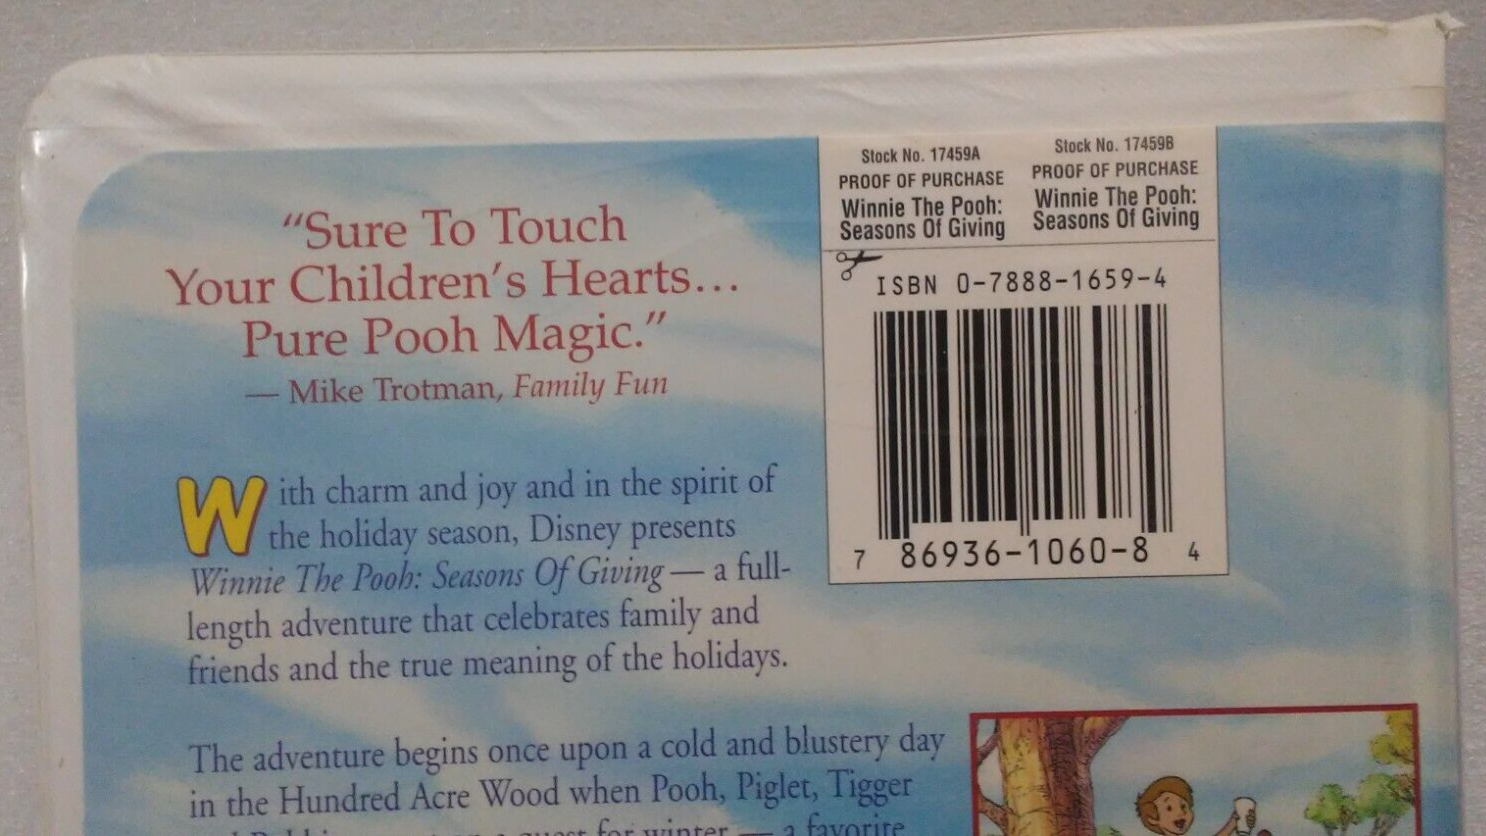 "Sure To Touch
Your Children's Hearts...
Pure Pooh Magic."
— Mike Trotman, Family Fun
Stock No. 17459A
PROOF OF PURCHASE
Winnie The Pooh:
Seasons Of Giving
Stock No. 17459B
PROOF OF PURCHASE
Winnie The Pooh:
Seasons Of Giving
ISBN 0-7888-1659-4
7 86936-1060-8 4
With charm and joy and in the spirit of
the holiday season, Disney presents
Winnie The Pooh: Seasons Of Giving — a full-
length adventure that celebrates family and
friends and the true meaning of the holidays.
The adventure begins once upon a cold and blustery day
in the Hundred Acre Wood when Pooh, Piglet, Tigger
quest for winter — a favorite